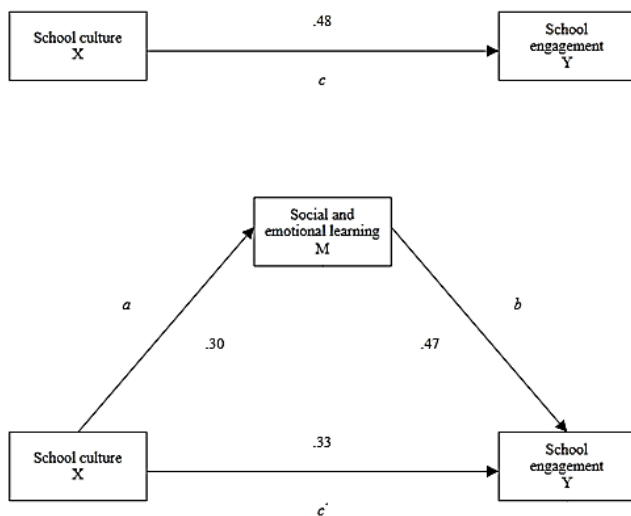 .48
School culture
X
School
engagement
Y
c
Social and
emotional learning
M
a
b
.30
.47
School culture
X
.33
School
engagement
Y
c´